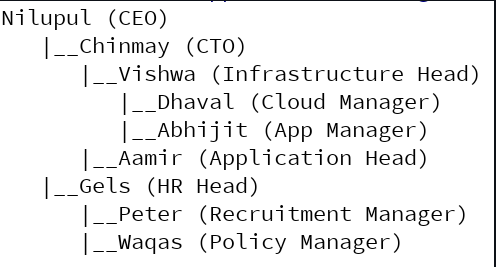 Nilupul (CEO)
|__Chinmay (CTO)
|__Vishwa (Infrastructure Head)
|__Dhaval (Cloud Manager)
|__Abhijit (App Manager)
|__Aamir (Application Head)
|__Gels (HR Head)
|__Peter (Recruitment Manager)
|__Waqas (Policy Manager)